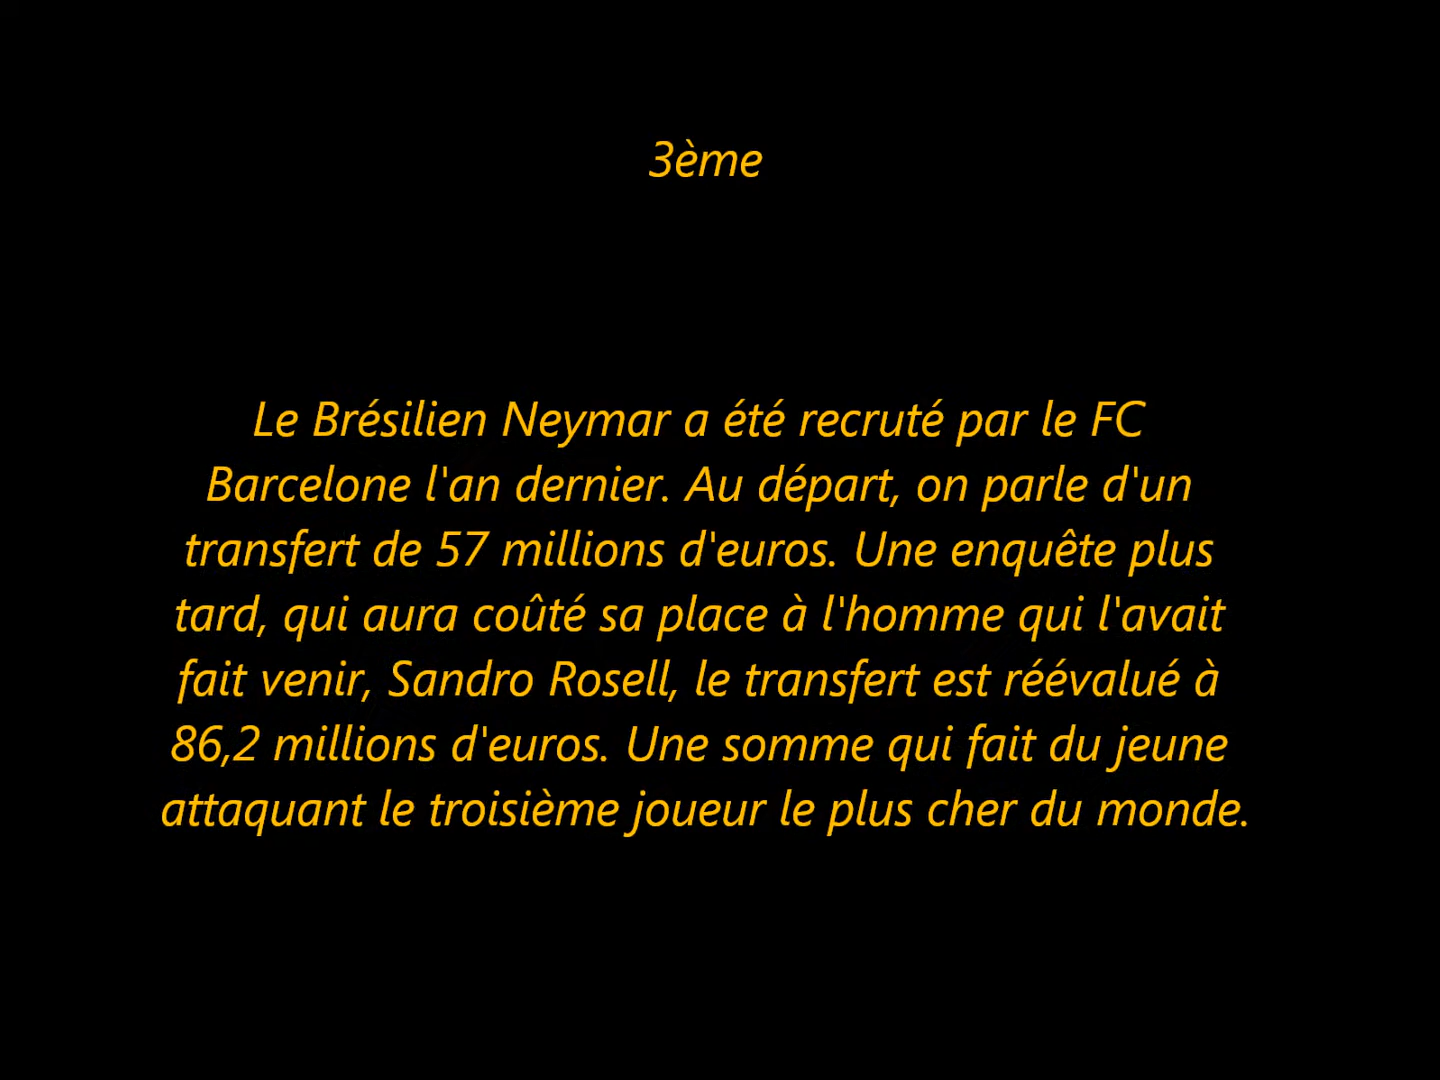 3ème
Le Brésilien Neymar a été recruté par le FC
Barcelone l'an dernier. Au départ, on parle d'un
transfert de 57 millions d'euros. Une enquête plus
tard, qui aura coûté sa place à l'homme qui l'avait
fait venir, Sandro Rosell, le transfert est réévalué à
86,2 millions d'euros. Une somme qui fait du jeune
attaquant le troisième joueur le plus cher du monde.